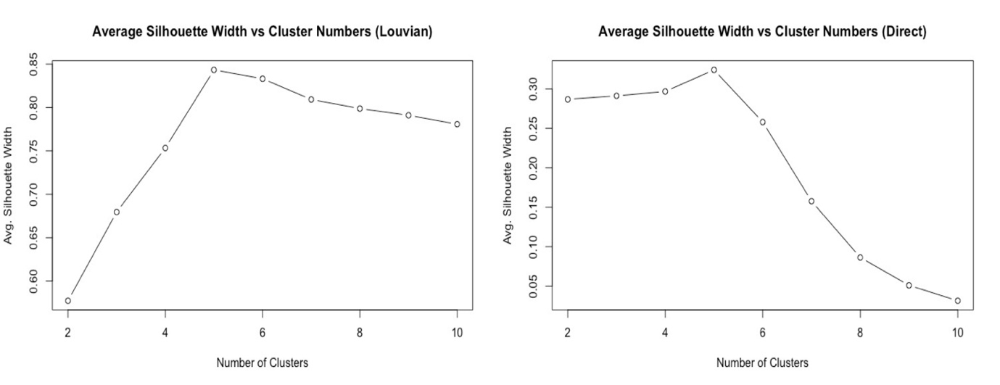 Average Silhouette Width vs Cluster Numbers (Louvian)
Avg. Silhouette Width
0.85
0.80
0.75
0.70
0.65
0.60
2 4 6 8 10
Number of Clusters
Average Silhouette Width vs Cluster Numbers (Direct)
Avg. Silhouette Width
0.30
0.25
0.20
0.15
0.10
0.05
2 4 6 8 10
Number of Clusters